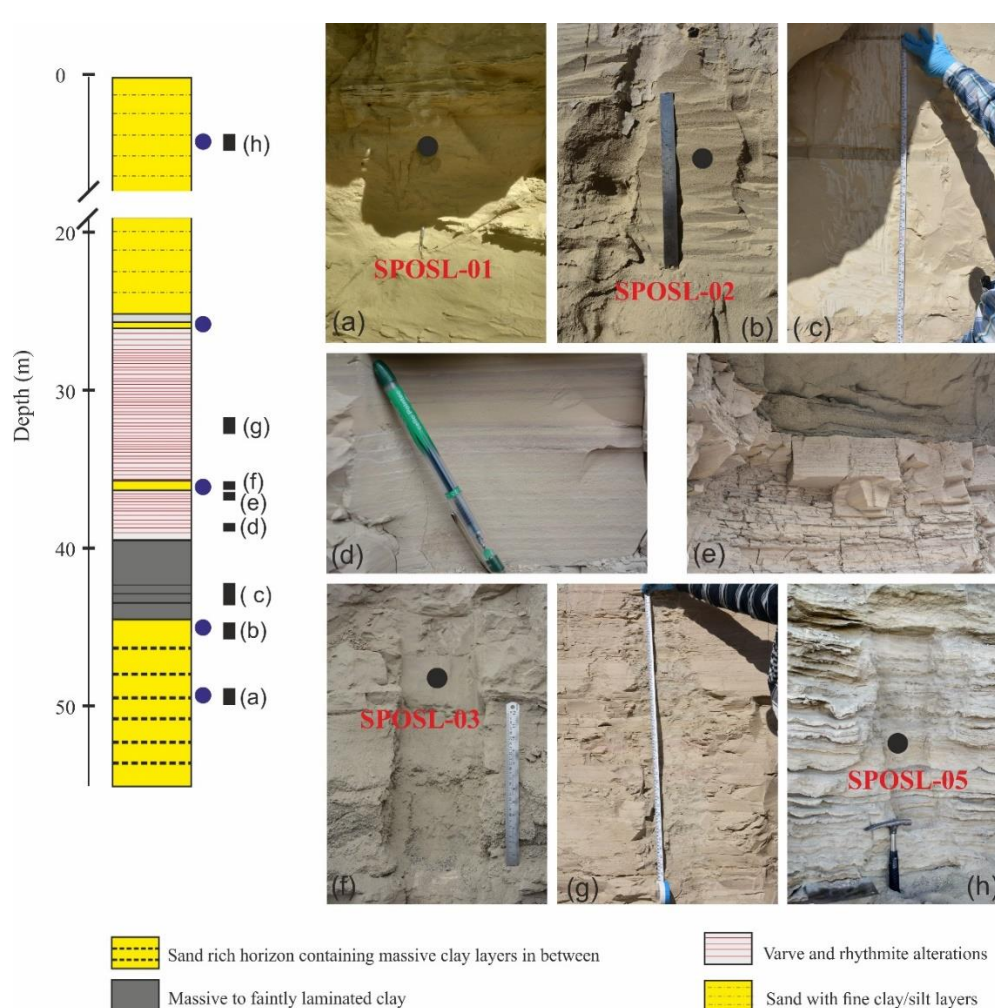 0
20
30
40
50
Depth (m)
(h)
(g)
(f)
(e)
(d)
( c)
(b)
(a)
SPOSL-01
(a)
SPOSL-02
(b)
(c)
(d)
(e)
SPOSL-03
(f)
(g)
SPOSL-05
(h)
Sand rich horizon containing massive clay layers in between
Varve and rhythmite alterations
Massive to faintly laminated clay
Sand with fine clay/silt layers